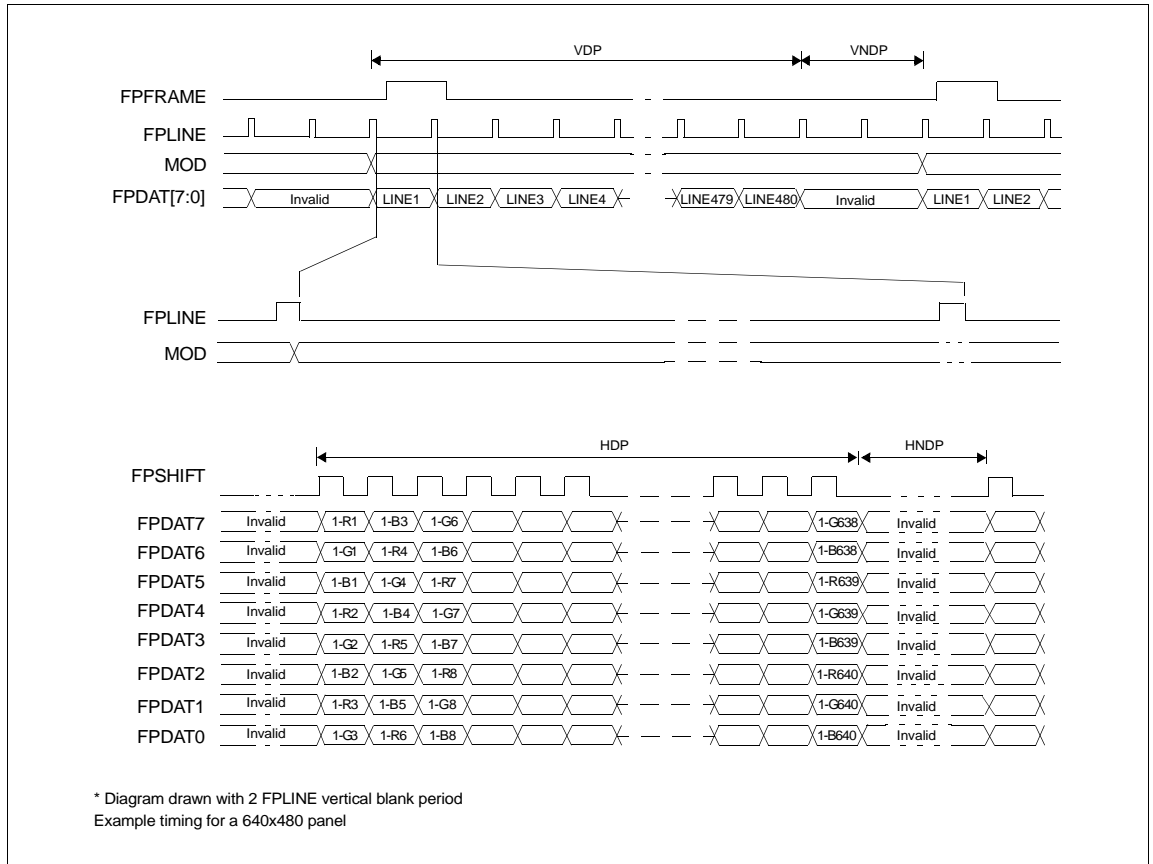 VDP VNDP
FPFRAME
FPLINE
MOD
FPDAT[7:0] Invalid LINE1 LINE2 LINE3 LINE4 LINE479 LINE480 Invalid LINE1 LINE2
FPLINE
MOD
HDP HNDP
FPSHIFT
FPDAT7 Invalid 1-R1 1-B3 1-G6 1-G638 Invalid
FPDAT6 Invalid 1-G1 1-R4 1-B6 1-B638 Invalid
FPDAT5 Invalid 1-B1 1-G4 1-R7 1-R639 Invalid
FPDAT4 Invalid 1-R2 1-B4 1-G7 1-G639 Invalid
FPDAT3 Invalid 1-G2 1-R5 1-B7 1-B639 Invalid
FPDAT2 Invalid 1-B2 1-G5 1-R8 1-R640 Invalid
FPDAT1 Invalid 1-R3 1-B5 1-G8 1-G640 Invalid
FPDAT0 Invalid 1-G3 1-R6 1-B8 1-B640 Invalid
* Diagram drawn with 2 FPLINE vertical blank period
Example timing for a 640x480 panel